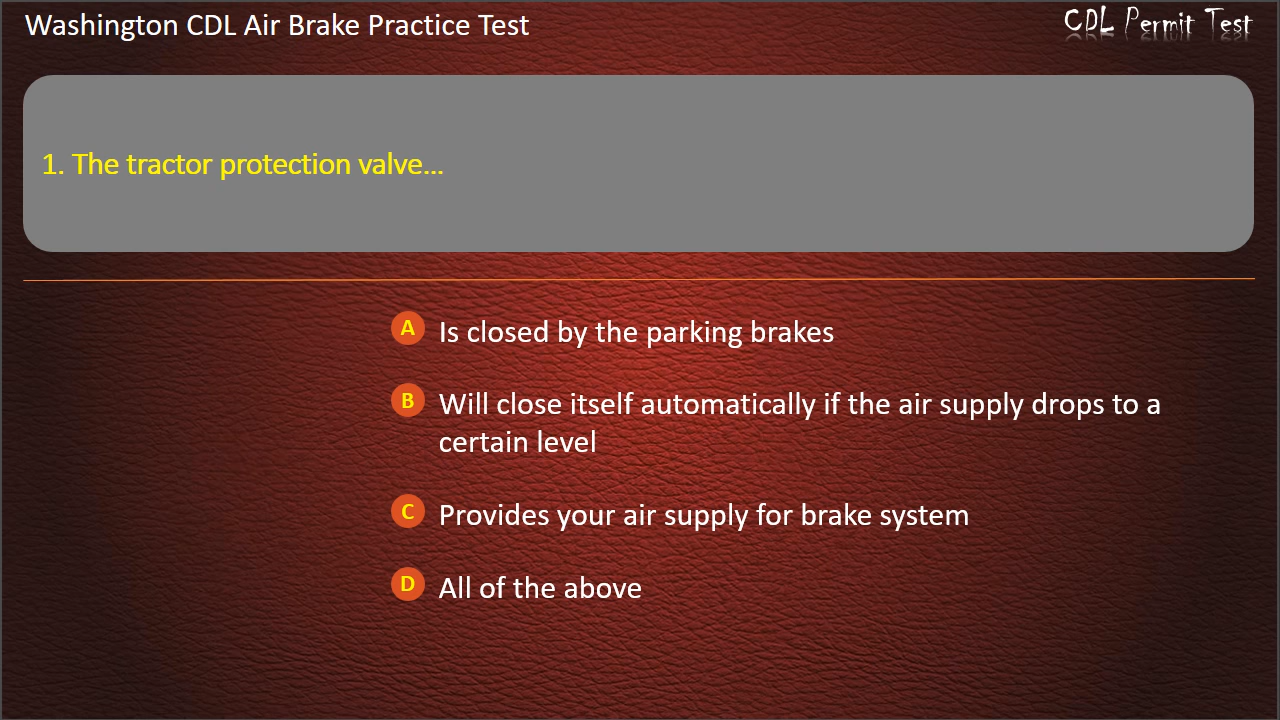 Washington CDL Air Brake Practice Test
CDL Permit Test
1. The tractor protection valve...
A Is closed by the parking brakes
B Will close itself automatically if the air supply drops to a
certain level
C Provides your air supply for brake system
D All of the above